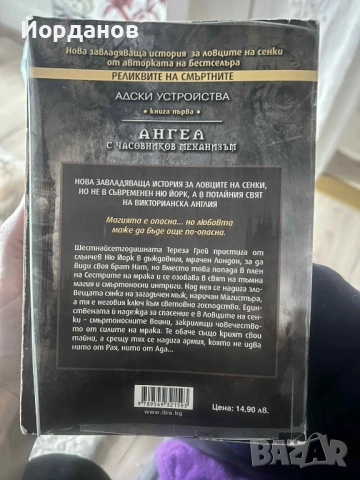 Йорданов
Нова завладяваща история за ловците на сенки
от авторката на Бестселъра
РЕЛИКВИТЕ НА СМЪРТНИТЕ
АДСКИ УСТРОЙСТВА
• книга първа •
АНГЕЛ
С ЧАСОВНИКОВ МЕХАНИЗЪМ
НОВА ЗАВЛАДЯВАЩА ИСТОРИЯ ЗА ЛОВЦИТЕ НА СЕНКИ,
НО НЕ В СЪВРЕМЕНЕН НЮ ЙОРК, А В ПОТАЙНИЯ СВЯТ
НА ВИКТОРИАНСКА АНГЛИЯ
Магията е опасна... но любовта
може да бъде още по-опасна.
Шестнайсетгодишната Тереза Грей пристига от
слънчев Ню Йорк в дъждовния, мрачен Лондон, за да
види своя брат Нат, но вместо това попада в плен
на Сестрите на мрака и се озовава в свят на тъмна
магия и смъртоносни интриги. Над нея се надига зло-
вещата сянка на загадъчен мъж, наричан Магистъра,
а тя е неговия ключ към световно господство. Един-
ствената ѝ надежда за спасение е в Ловците на сен-
ки – смъртоносните воини, закрилящи човечество-
то от силите на мрака. Те обаче също крият свои
тайни, а срещу тях се надига армия, която не идва
нито от Рая, нито от Ада...
www.ibis.bg
Цена: 14,90 лв.
BAZAR